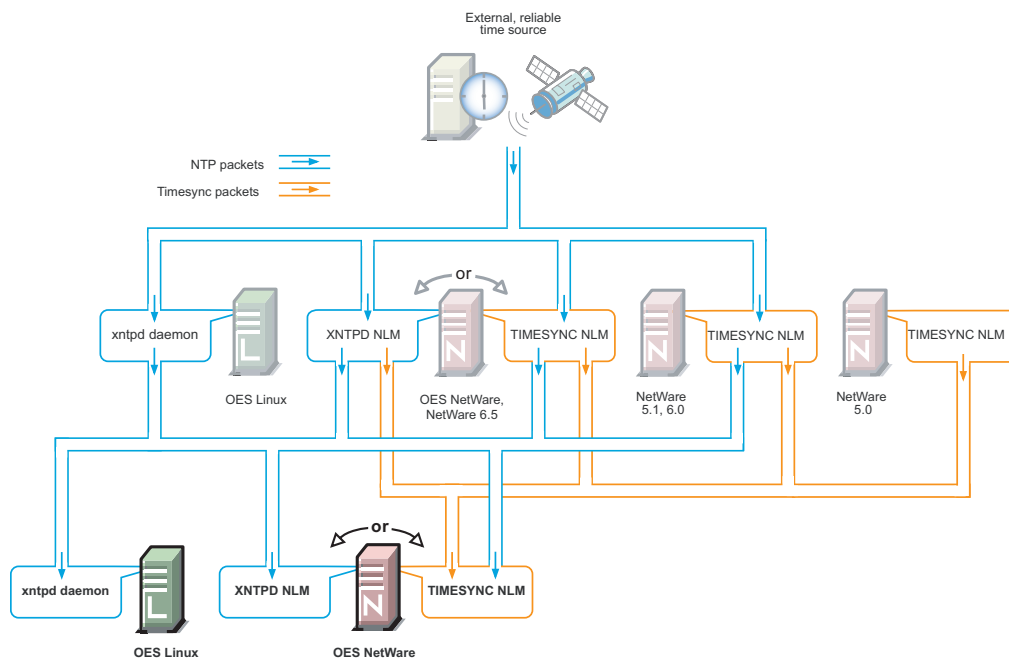 External, reliable
time source
NTP packets
Timesync packets
or
xntpd daemon
XNTPD NLM
TIMESYNC NLM
TIMESYNC NLM
TIMESYNC NLM
L
N
N
N
OES Linux
OES NetWare,
NetWare 6.5
NetWare
5.1, 6.0
NetWare
5.0
or
xntpd daemon
XNTPD NLM
TIMESYNC NLM
L
N
OES Linux
OES NetWare